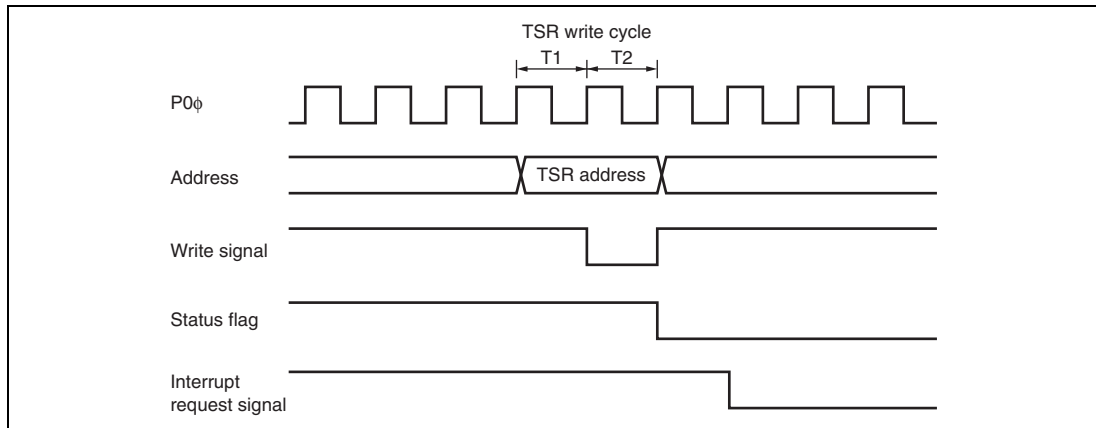 TSR write cycle
T1 T2
P0ϕ
Address
TSR address
Write signal
Status flag
Interrupt
request signal